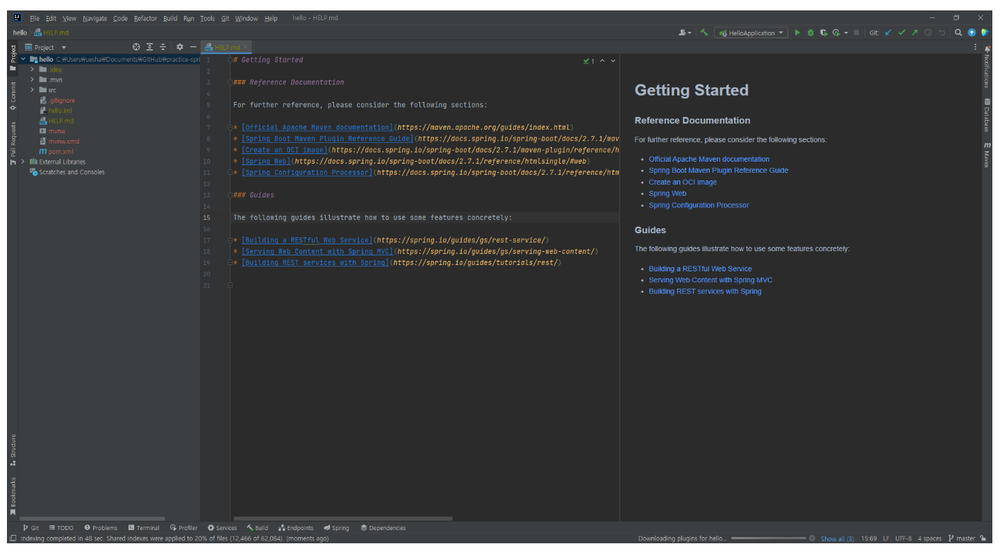 File Edit View Navigate Code Refactor Build Run Tools Git Window Help hello - HELP.md
hello HELP.md
HelloApplication Git:
Project
HELP.md
hello C:₩Users₩uesha₩Documents₩GitHub₩practice-spri
.idea
.mvn
src
.gitignore
hello.iml
HELP.md
mvnw
mvnw.cmd
pom.xml
External Libraries
Scratches and Consoles
Project
Commit
Pull Requests
Structure
Bookmarks
1 # Getting Started
2
3 ### Reference Documentation
4
5 For further reference, please consider the following sections:
6
7 * [Official Apache Maven documentation](https://maven.apache.org/guides/index.html)
8 * [Spring Boot Maven Plugin Reference Guide](https://docs.spring.io/spring-boot/docs/2.7.1/mav
9 * [Create an OCI image](https://docs.spring.io/spring-boot/docs/2.7.1/maven-plugin/reference/h
10 * [Spring Web](https://docs.spring.io/spring-boot/docs/2.7.1/reference/htmlsingle/#web)
11 * [Spring Configuration Processor](https://docs.spring.io/spring-boot/docs/2.7.1/reference/htm
12
13 ### Guides
14
15 The following guides illustrate how to use some features concretely:
16
17 * [Building a RESTful Web Service](https://spring.io/guides/gs/rest-service/)
18 * [Serving Web Content with Spring MVC](https://spring.io/guides/gs/serving-web-content/)
19 * [Building REST services with Spring](https://spring.io/guides/tutorials/rest/)
20
21
1
Getting Started
Reference Documentation
For further reference, please consider the following sections:
• Official Apache Maven documentation
• Spring Boot Maven Plugin Reference Guide
• Create an OCI image
• Spring Web
• Spring Configuration Processor
Guides
The following guides illustrate how to use some features concretely:
• Building a RESTful Web Service
• Serving Web Content with Spring MVC
• Building REST services with Spring
Notifications
Database
Maven
Git TODO Problems Terminal Profiler Services Build Endpoints Spring Dependencies
Indexing completed in 48 sec. Shared indexes were applied to 20% of files (12,466 of 62,084). (moments ago) Downloading plugins for hello... Show all (3) 15:69 LF UTF-8 4 spaces master